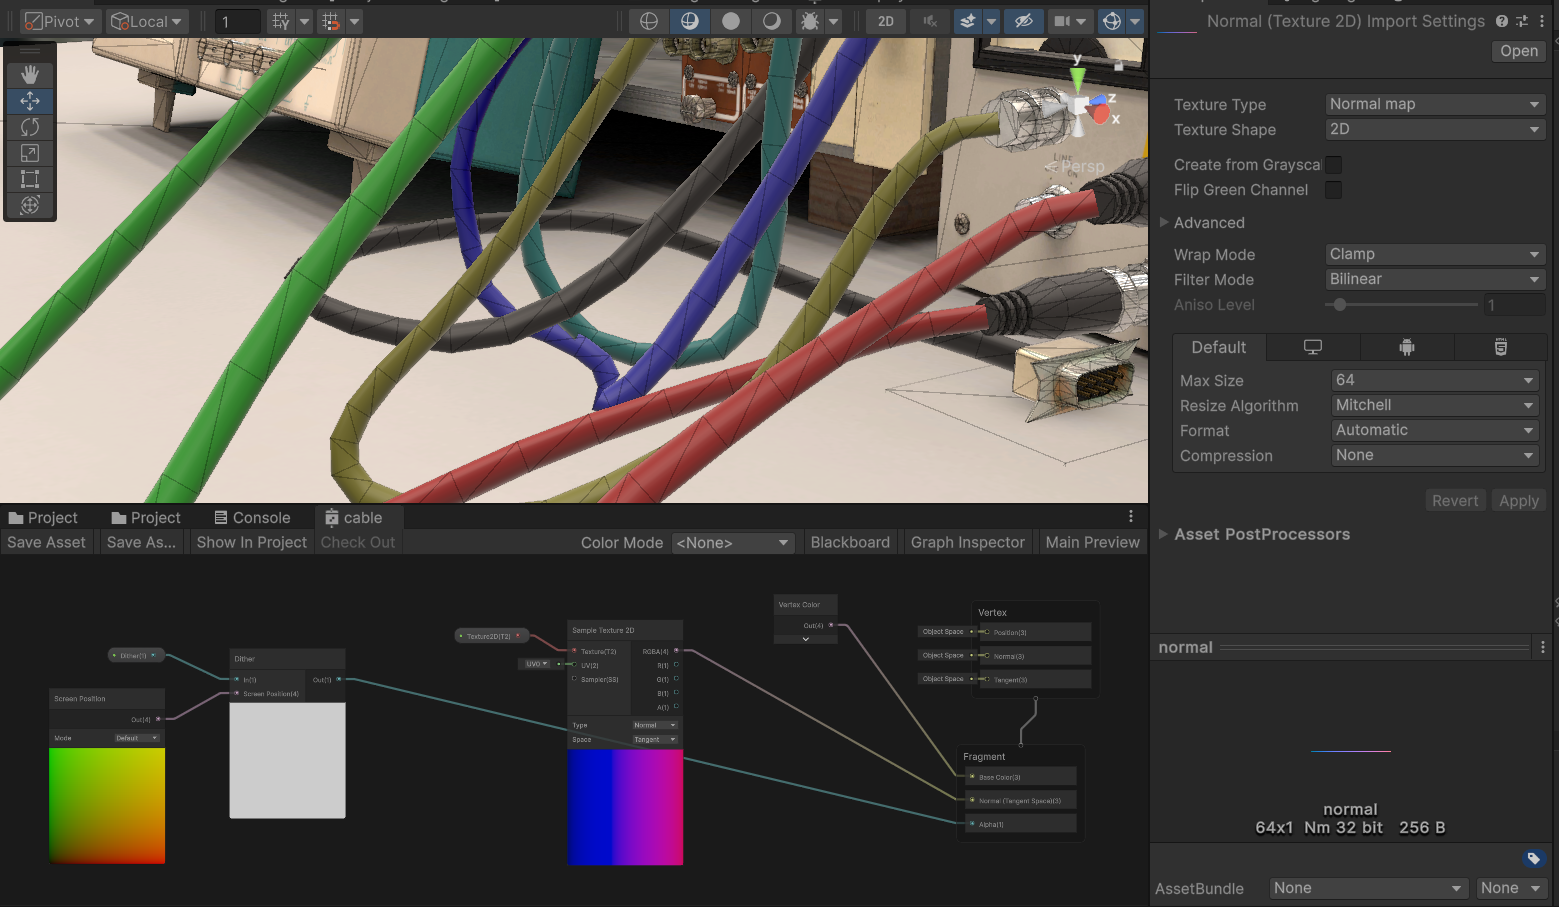 Pivot
Local
1
2D
Normal (Texture 2D) Import Settings
Open
y
z
x
Persp
LINE
Texture Type
Normal map
Texture Shape
2D
Create from Graysca
Flip Green Channel
Advanced
Wrap Mode
Clamp
Filter Mode
Bilinear
Aniso Level
1
Default
Max Size
64
Resize Algorithm
Mitchell
Format
Automatic
Compression
None
Revert
Apply
Asset PostProcessors
Project
Project
Console
cable
Save Asset
Save As...
Show In Project
Check Out
Color Mode
<None>
Blackboard
Graph Inspector
Main Preview
Dither(1)
Screen Position
Out(4)
Mode
Default
Dither
In(1)
Screen Position(4)
Out(1)
Texture2D(T2)
UV0
Sample Texture 2D
Texture(T2)
UV(2)
Sampler(SS)
RGBA(4)
R(1)
G(1)
B(1)
A(1)
Type
Normal
Space
Tangent
Vertex Color
Out(4)
Vertex
Object Space
Position(3)
Object Space
Normal(3)
Object Space
Tangent(3)
Fragment
Base Color(3)
Normal (Tangent Space)(3)
Alpha(1)
normal
normal
64x1 Nm 32 bit 256 B
AssetBundle
None
None